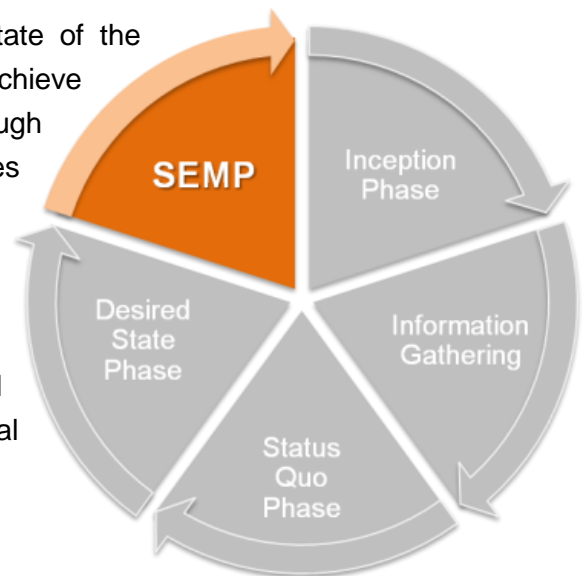 tate of the
chieve
ugh
es
l
al
SEMP
Inception
Phase
Information
Gathering
Status
Quo
Phase
Desired
State
Phase